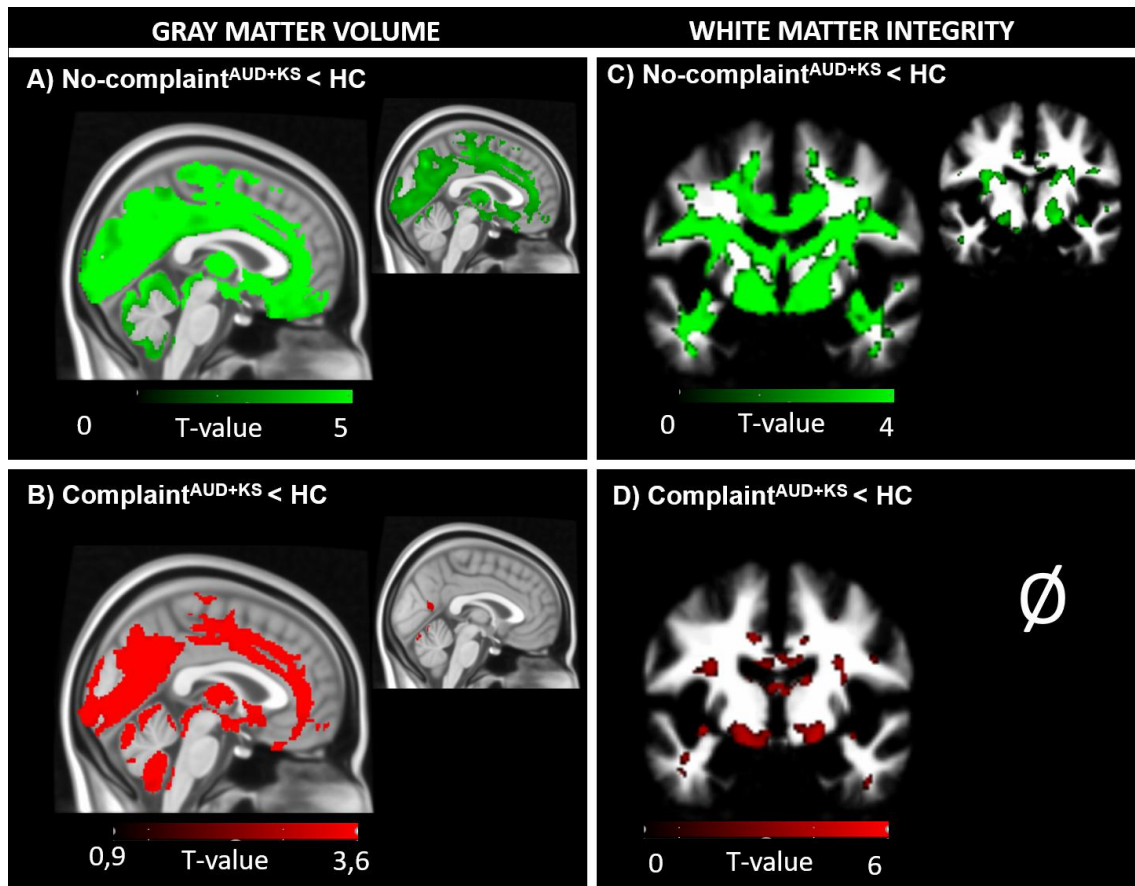 GRAY MATTER VOLUME
WHITE MATTER INTEGRITY
A) No-complaintAUD+KS < HC
0 T-value 5
C) No-complaintAUD+KS < HC
0 T-value 4
B) ComplaintAUD+KS < HC
0,9 T-value 3,6
D) ComplaintAUD+KS < HC
Ø
0 T-value 6